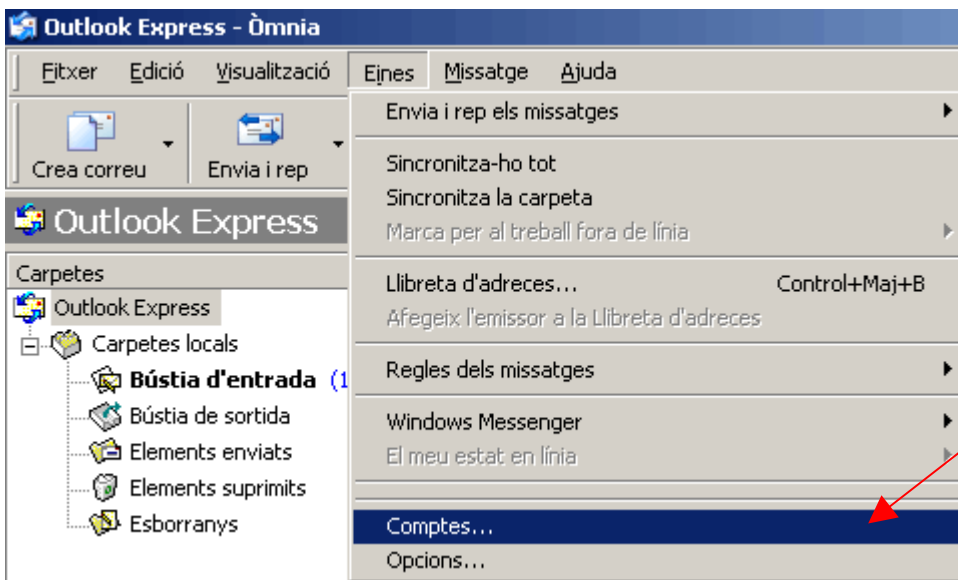 Outlook Express - Òmnia
Fitxer Edició Visualització Eines Missatge Ajuda
Crea correu Envia i rep
Outlook Express
Carpetes
Outlook Express
Carpetes locals
Bústia d'entrada (1
Bústia de sortida
Elements enviats
Elements suprimits
Esborranys
Envia i rep els missatges
Sincronitza-ho tot
Sincronitza la carpeta
Marca per al treball fora de línia
Llibreta d'adreces... Control+Maj+B
Afegeix l'emissor a la Llibreta d'adreces
Regles dels missatges
Windows Messenger
El meu estat en línia
Comptes...
Opcions...